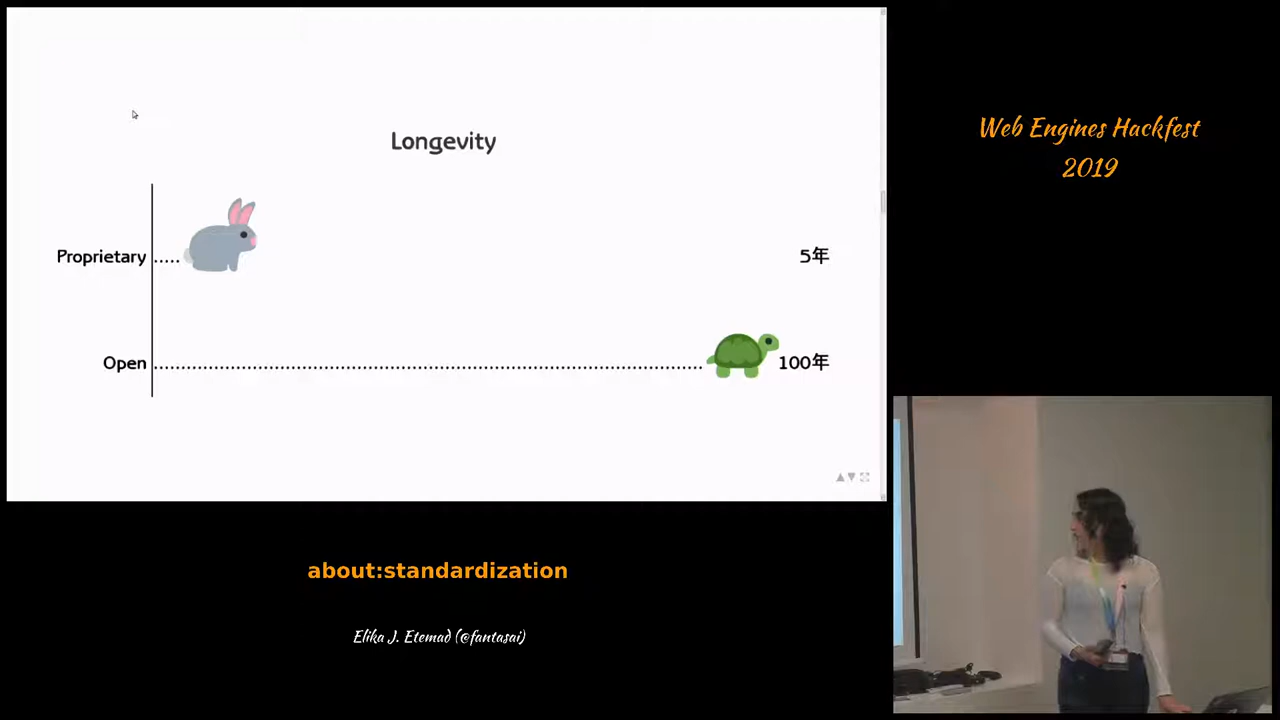 Longevity
Proprietary
5年
Open
100年
Web Engines Hackfest
2019
about:standardization
Elika J. Etemad (@fantasai)